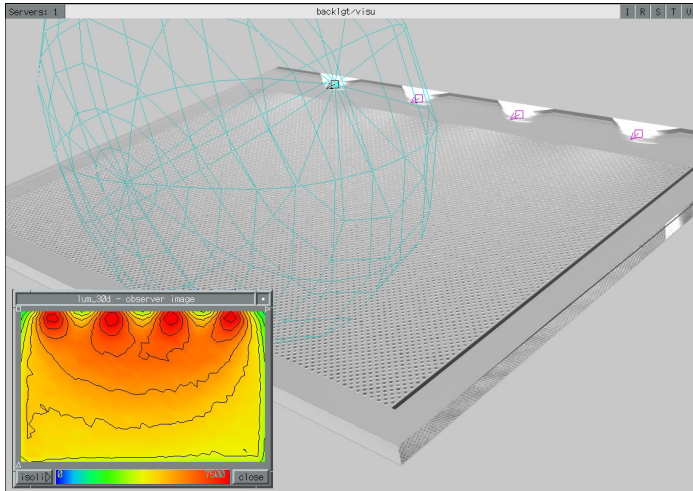 Servers: 1 backlgt/visu I R S T U
lum_30d - observer image
isoli 0 close